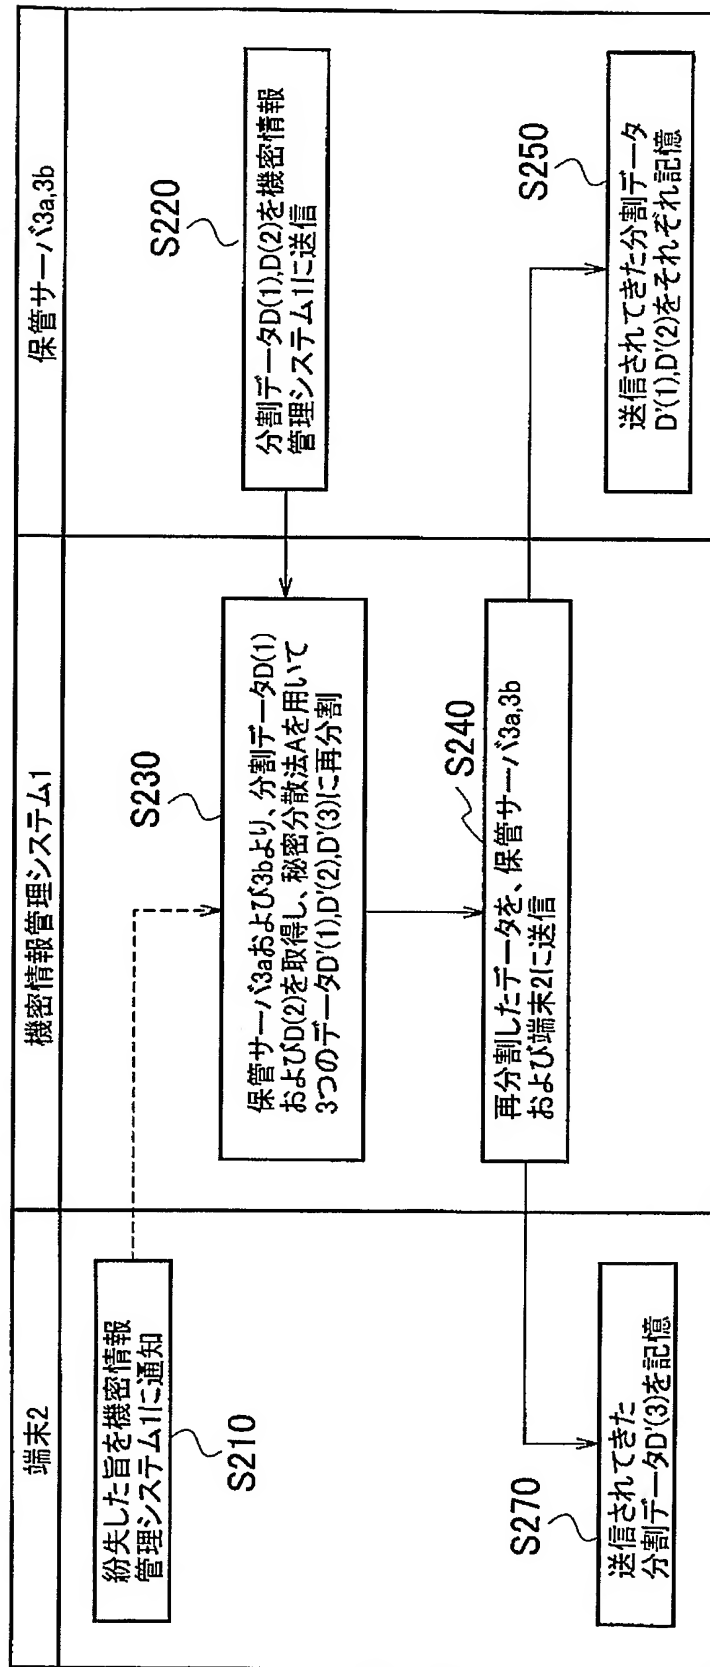 端末2
機密情報管理システム1
保管サーバ3a,3b
紛失した旨を機密情報
管理システム1に通知
S210
S220
分割データD(1),D(2)を機密情報
管理システム1に送信
S230
保管サーバ3aおよび3bより、分割データD(1)
およびD(2)を取得し、秘密分散法Aを用いて
3つのデータD'(1),D'(2),D'(3)に再分割
S240
再分割したデータを、保管サーバ3a,3b
および端末2に送信
S250
送信されてきた分割データ
D'(1),D'(2)をそれぞれ記憶
S270
送信されてきた
分割データD'(3)を記憶